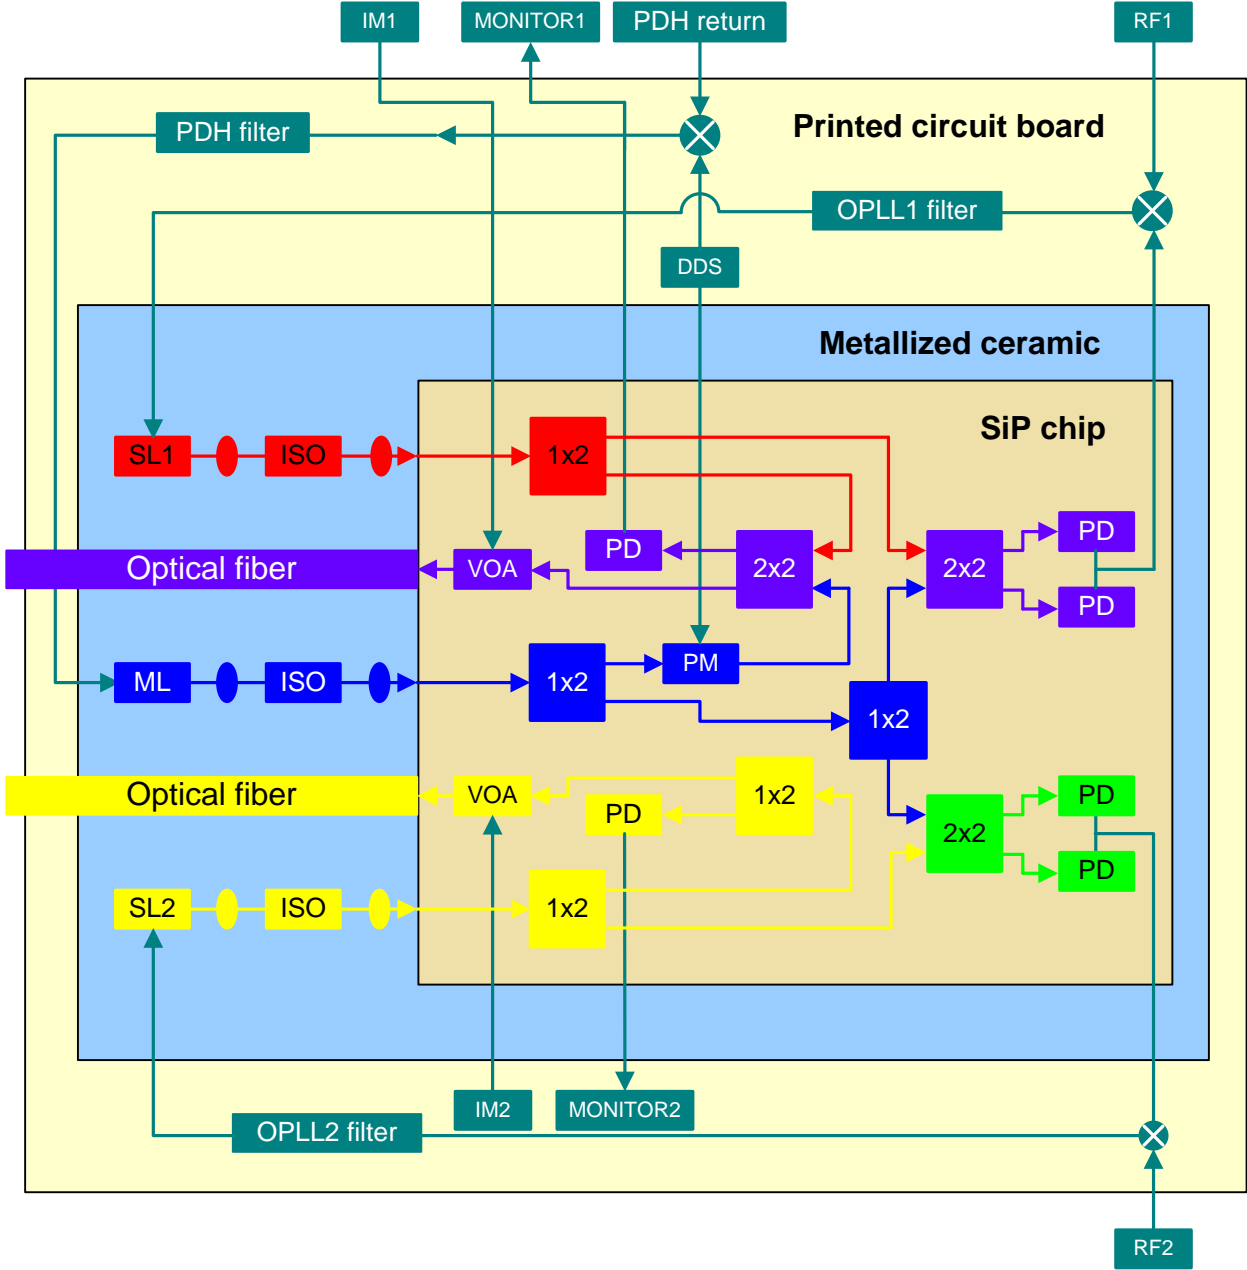 IM1
MONITOR1
PDH return
RF1
PDH filter
Printed circuit board
OPLL1 filter
DDS
Metallized ceramic
SiP chip
SL1
ISO
1x2
PD
PD
Optical fiber
VOA
2x2
2x2
PD
ML
ISO
1x2
PM
1x2
Optical fiber
VOA
1x2
PD
PD
2x2
PD
SL2
ISO
1x2
IM2
MONITOR2
OPLL2 filter
RF2